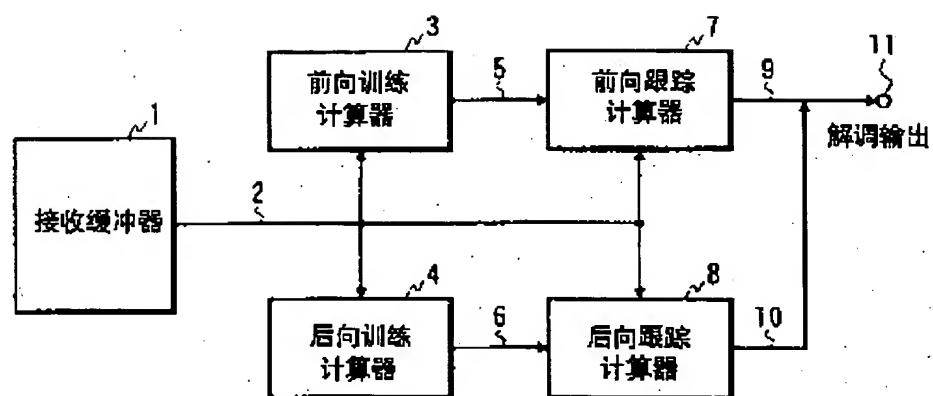 3
前向训练
计算器
5
7
前向跟踪
计算器
9
11
解调输出
1
接收缓冲器
2
4
后向训练
计算器
6
8
后向跟踪
计算器
10